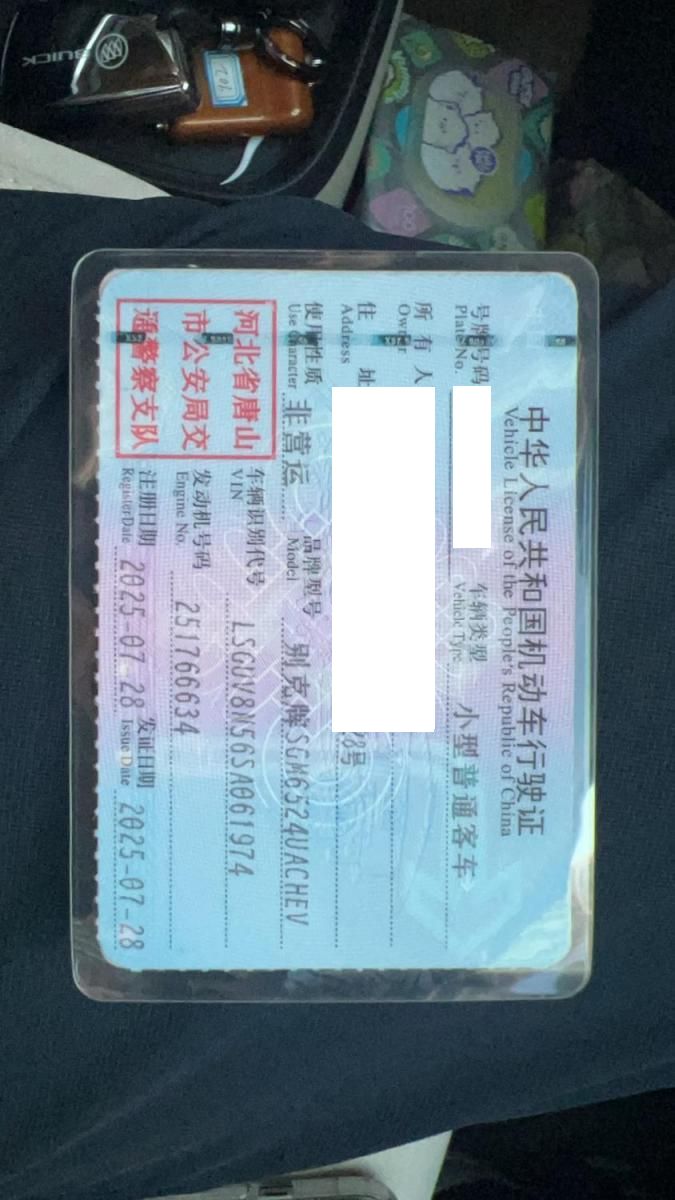 中华人民共和国机动车行驶证
Vehicle License of the People's Republic of China
号牌号码
Plate No.
车辆类型
Vehicle Type
小型普通客车
所有人
Owner
住址
Address
28号
使用性质
Use Character
非营运
品牌型号
Model
别克牌SGM6524UACHEV
车辆识别代号
VIN
LSGUV8N56SA061974
发动机号码
Engine No.
251766634
注册日期
Register Date
2025-07-28
发证日期
Issue Date
2025-07-28
河北省唐山
市公安局交
通警察支队
BUICK